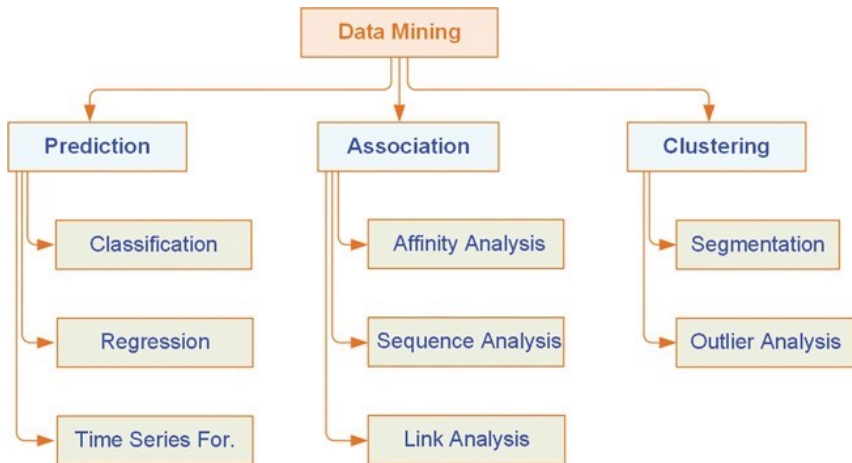 Data Mining
Prediction
Association
Clustering
Classification
Affinity Analysis
Segmentation
Regression
Sequence Analysis
Outlier Analysis
Time Series For.
Link Analysis